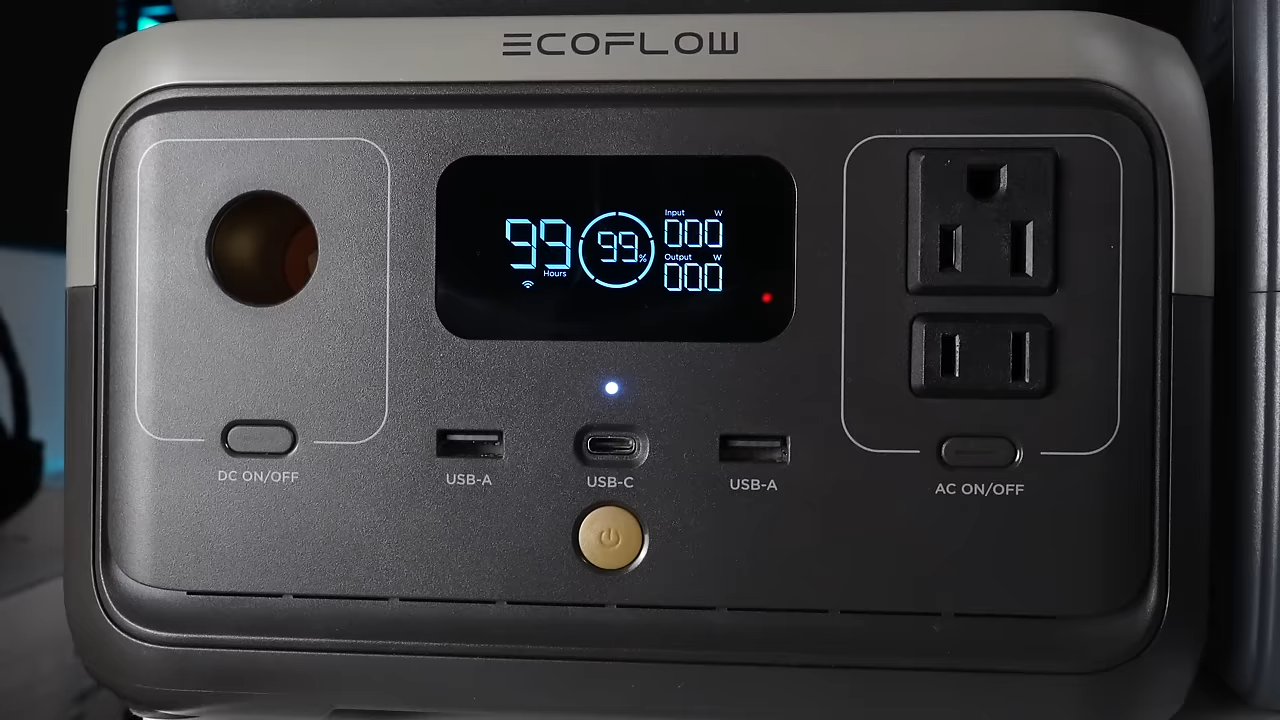 ECOFLOW
99 Hours
99%
Input W
000
Output W
000
DC ON/OFF
USB-A
USB-C
USB-A
AC ON/OFF